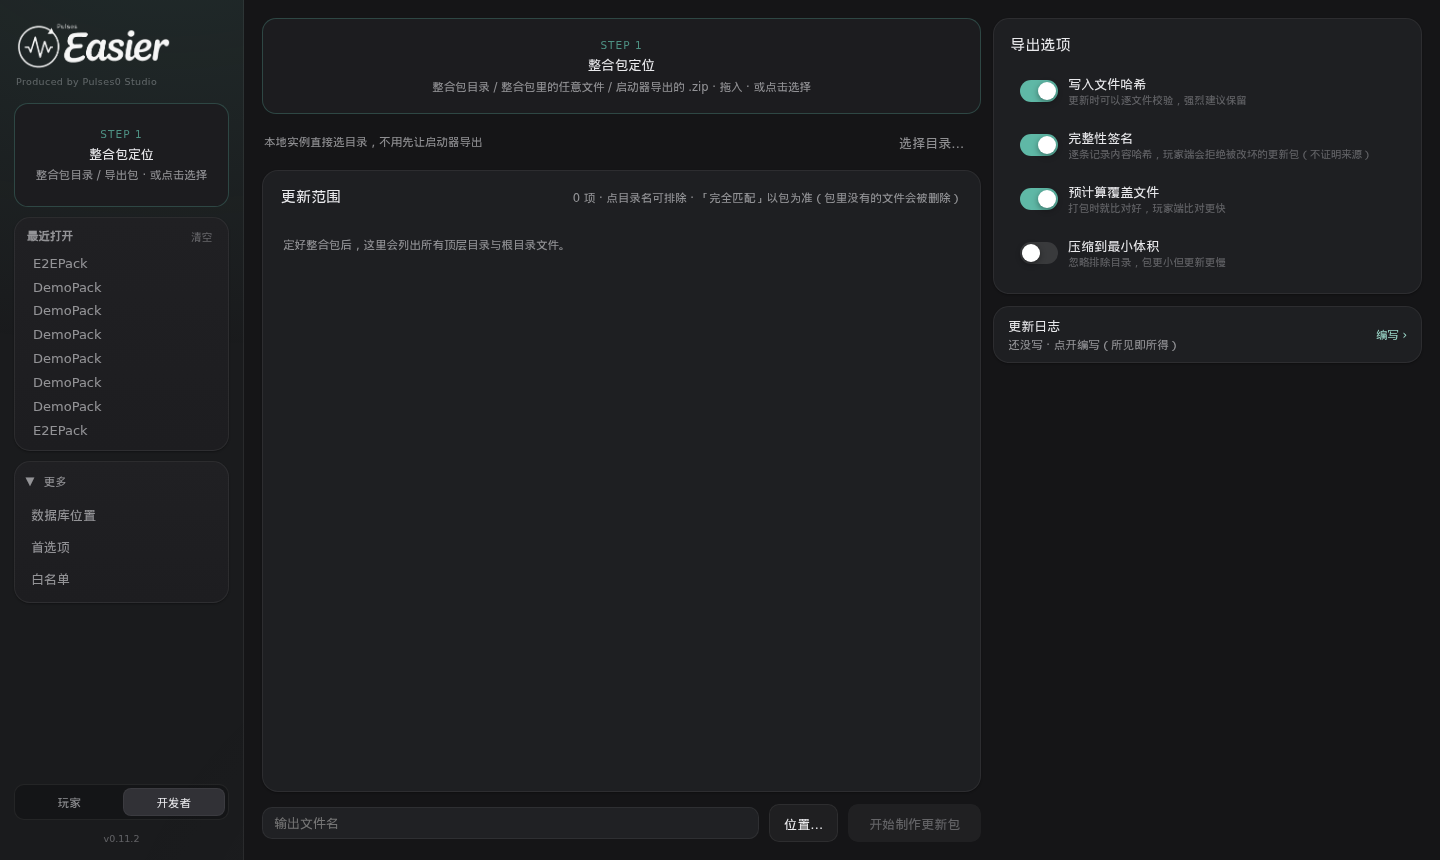 Pulses
Easier
Produced by Pulses0 Studio
STEP 1
整合包定位
整合包目录 / 导出包 · 或点击选择
最近打开
清空
E2EPack
DemoPack
DemoPack
DemoPack
DemoPack
DemoPack
DemoPack
E2EPack
▼ 更多
数据库位置
首选项
白名单
玩家
开发者
v0.11.2
STEP 1
整合包定位
整合包目录 / 整合包里的任意文件 / 启动器导出的 .zip · 拖入 · 或点击选择
本地实例直接选目录，不用先让启动器导出
选择目录...
更新范围
0 项 · 点目录名可排除 · 「完全匹配」以包为准（包里没有的文件会被删除）
定好整合包后，这里会列出所有顶层目录与根目录文件。
输出文件名
位置...
开始制作更新包
导出选项
写入文件哈希
更新时可以逐文件校验，强烈建议保留
完整性签名
逐条记录内容哈希，玩家端会拒绝被改坏的更新包（不证明来源）
预计算覆盖文件
打包时就比对好，玩家端比对更快
压缩到最小体积
忽略排除目录，包更小但更新更慢
更新日志
还没写 · 点开编写（所见即所得）
编写 ›